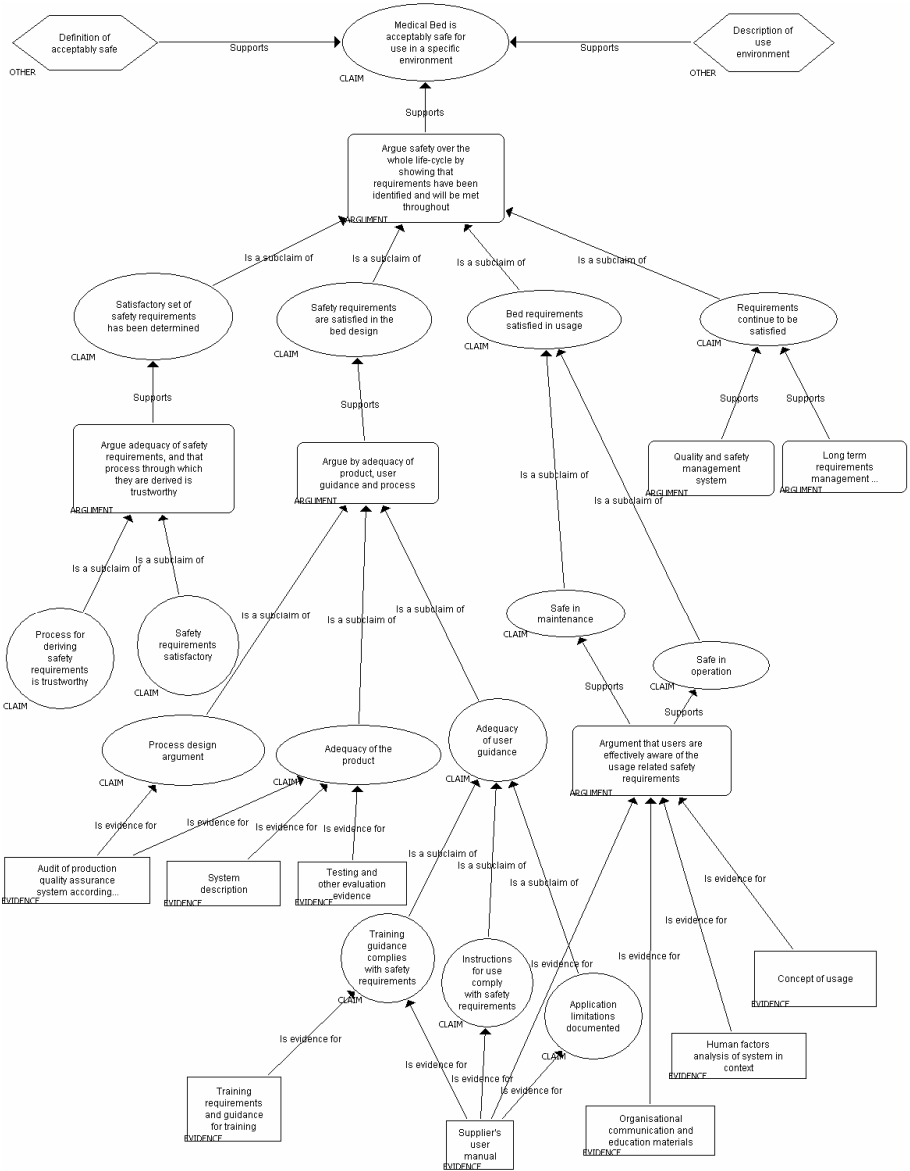 Definition of
acceptably safe
OTHER
Supports
Medical Bed is
acceptably safe for
use in a specific
environment
CLAIM
Supports
Description of
use
environment
OTHER
Supports
Argue safety over the
whole life-cycle by
showing that
requirements have been
identified and will be met
throughout
ARGUMENT
Is a subclaim of
Is a subclaim of
Is a subclaim of
Is a subclaim of
Satisfactory set of
safety requirements
has been determined
CLAIM
Safety requirements
are satisfied in the
bed design
CLAIM
Bed requirements
satisfied in usage
CLAIM
Requirements
continue to be
satisfied
CLAIM
Supports
Supports
Supports
Supports
Argue adequacy of safety
requirements, and that
process through which
they are derived is
trustworthy
ARGUMENT
Argue by adequacy of
product, user
guidance and process
ARGUMENT
Quality and safety
management
system
ARGUMENT
Long term
requirements
management ...
ARGUMENT
Is a subclaim of
Is a subclaim of
Is a subclaim of
Is a subclaim of
Is a subclaim of
Is a subclaim of
Is a subclaim of
Process for
deriving
safety
requirements
is trustworthy
CLAIM
Safety
requirements
satisfactory
CLAIM
Safe in
maintenance
CLAIM
Safe in
operation
CLAIM
Supports
Supports
Process design
argument
CLAIM
Adequacy of the
product
CLAIM
Adequacy
of user
guidance
CLAIM
Argument that users are
effectively aware of the
usage related safety
requirements
ARGUMENT
Is evidence for
Is evidence for
Is evidence for
Is evidence for
Audit of production
quality assurance
system according...
EVIDENCE
System
description
EVIDENCE
Testing and
other evaluation
evidence
EVIDENCE
Is a subclaim of
Is a subclaim of
Is a subclaim of
Is evidence for
Is evidence for
Is evidence for
Is evidence for
Training
guidance
complies
with safety
requirements
CLAIM
Instructions
for use
comply
with safety
requirements
CLAIM
Application
limitations
documented
CLAIM
Concept of usage
EVIDENCE
Human factors
analysis of system in
context
EVIDENCE
Is evidence for
Is evidence for
Is evidence for
Is evidence for
Training
requirements
and guidance
for training
EVIDENCE
Supplier's
user
manual
EVIDENCE
Organisational
communication and
education materials
EVIDENCE